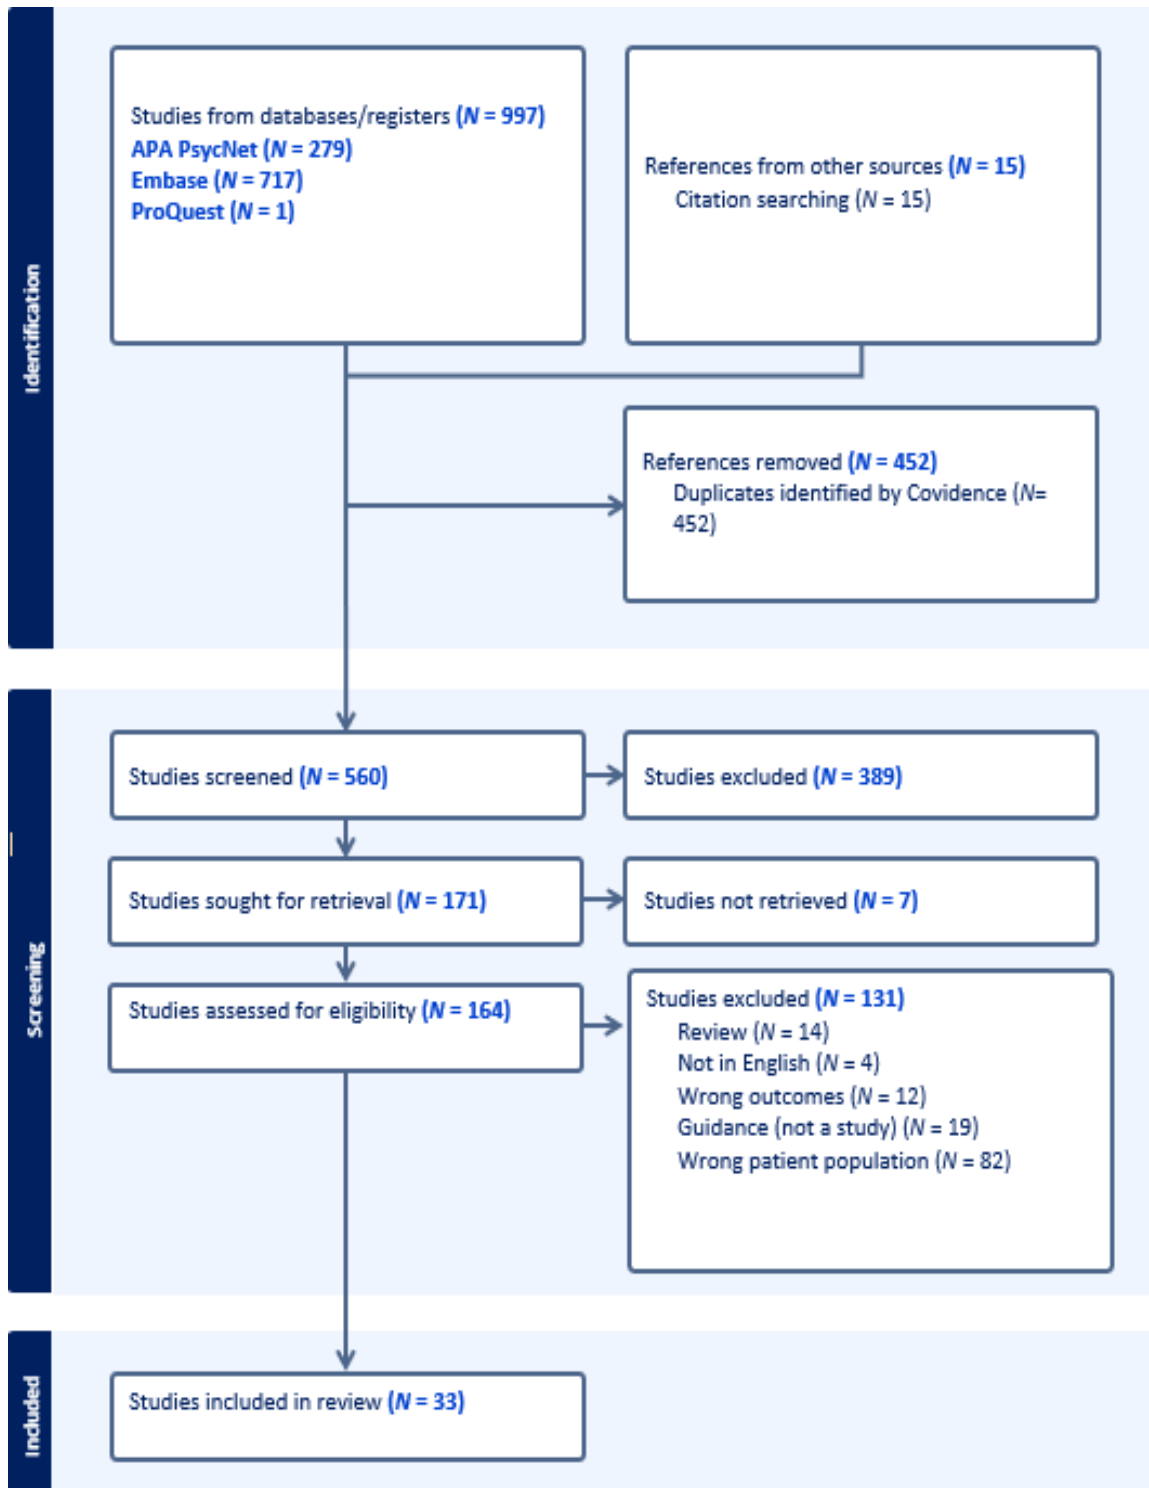 Identification
Studies from databases/registers (N = 997)
APA PsycNet (N = 279)
Embase (N = 717)
ProQuest (N = 1)
References from other sources (N = 15)
Citation searching (N = 15)
References removed (N = 452)
Duplicates identified by Covidence (N=
452)
Screening
Studies screened (N = 560)
Studies excluded (N = 389)
Studies sought for retrieval (N = 171)
Studies not retrieved (N = 7)
Studies assessed for eligibility (N = 164)
Studies excluded (N = 131)
Review (N = 14)
Not in English (N = 4)
Wrong outcomes (N = 12)
Guidance (not a study) (N = 19)
Wrong patient population (N = 82)
Included
Studies included in review (N = 33)